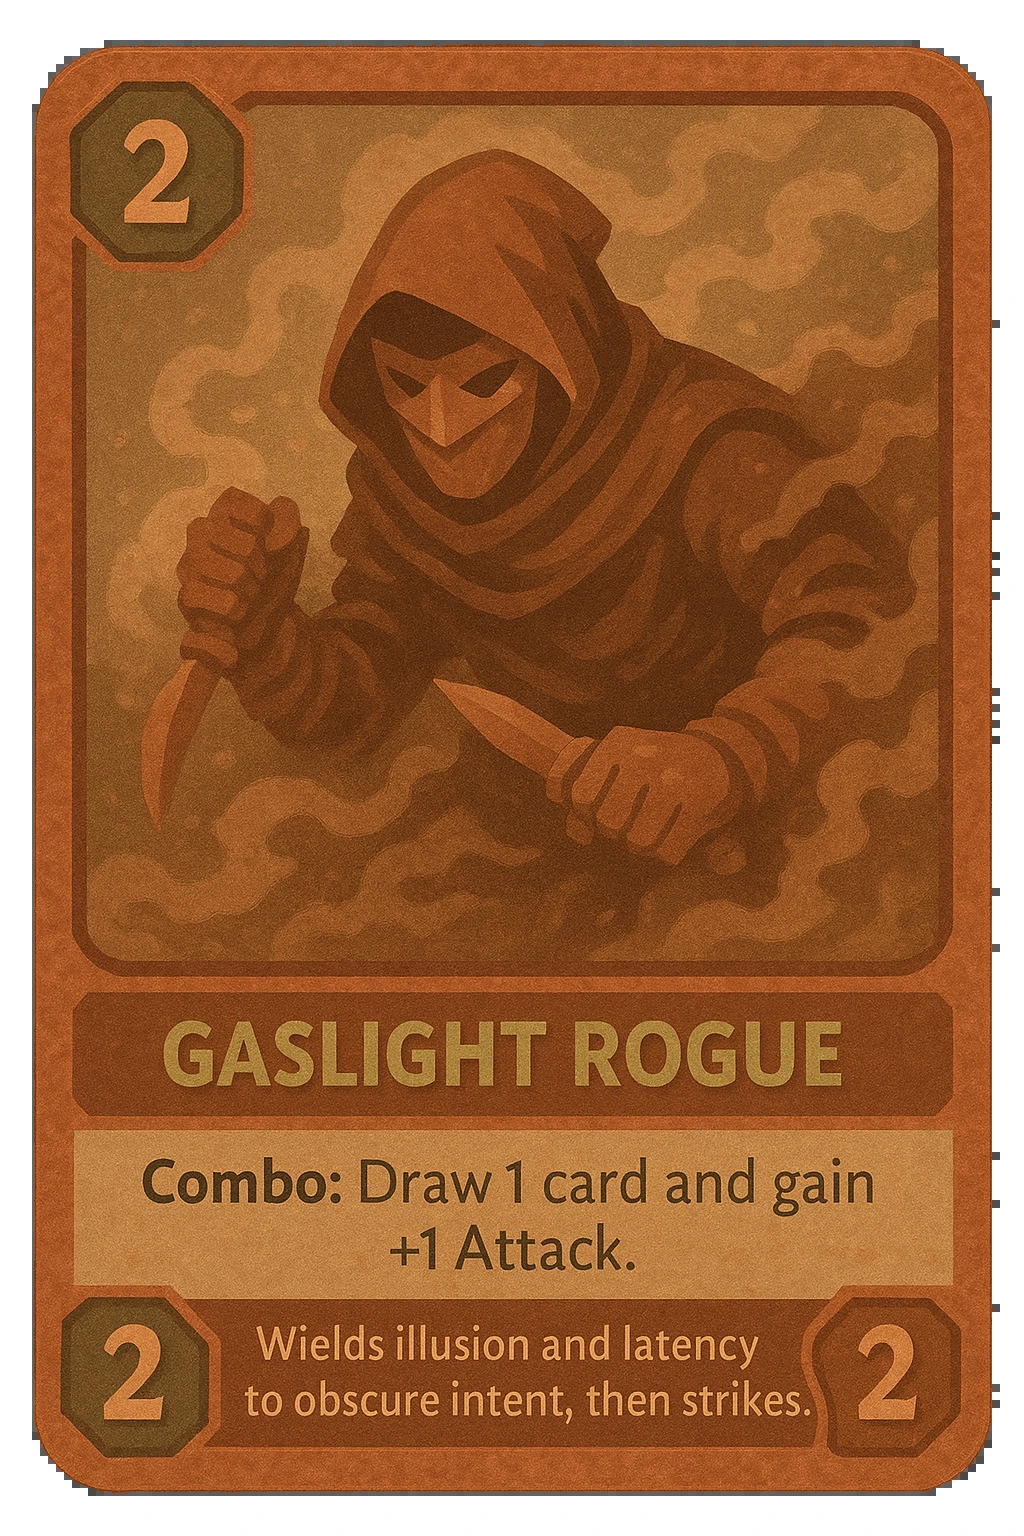 2
GASLIGHT ROGUE
Combo: Draw 1 card and gain
+1 Attack.
2
Wields illusion and latency
to obscure intent, then strikes.
2